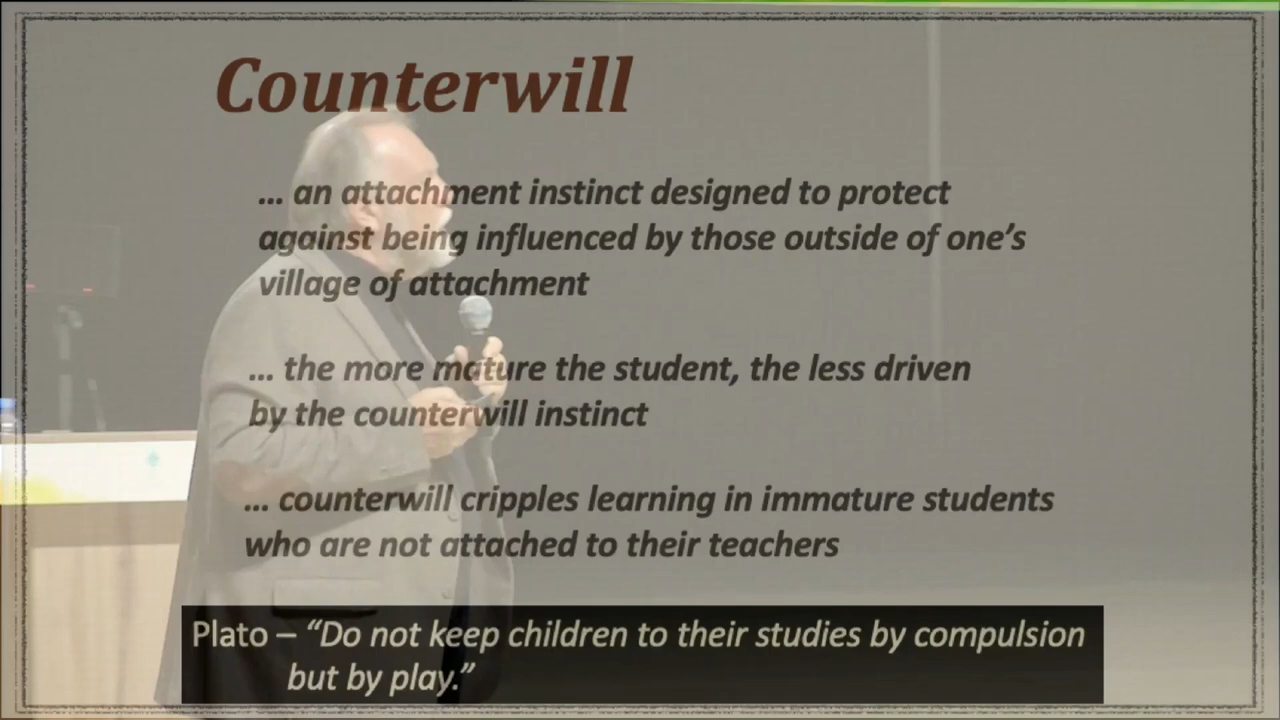 Counterwill
... an attachment instinct designed to protect
against being influenced by those outside of one’s
village of attachment
... the more mature the student, the less driven
by the counterwill instinct
... counterwill cripples learning in immature students
who are not attached to their teachers
Plato – “Do not keep children to their studies by compulsion
but by play.”